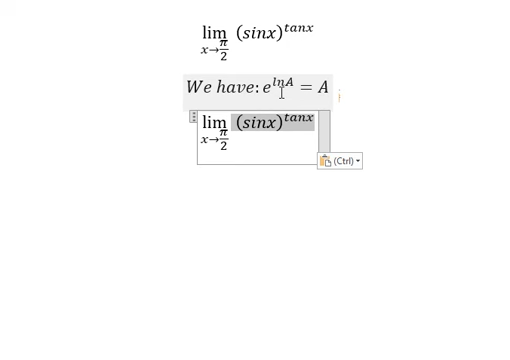 lim x→π/2 (sinx)^tanx
We have: e^lnA = A
lim x→π/2 (sinx)^tanx
(Ctrl)